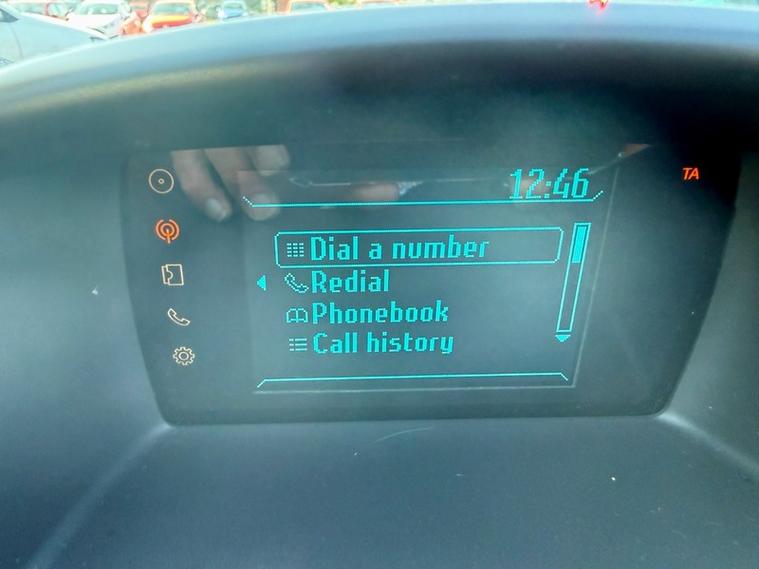 12:46
TA
Dial a number
Redial
Phonebook
Call history